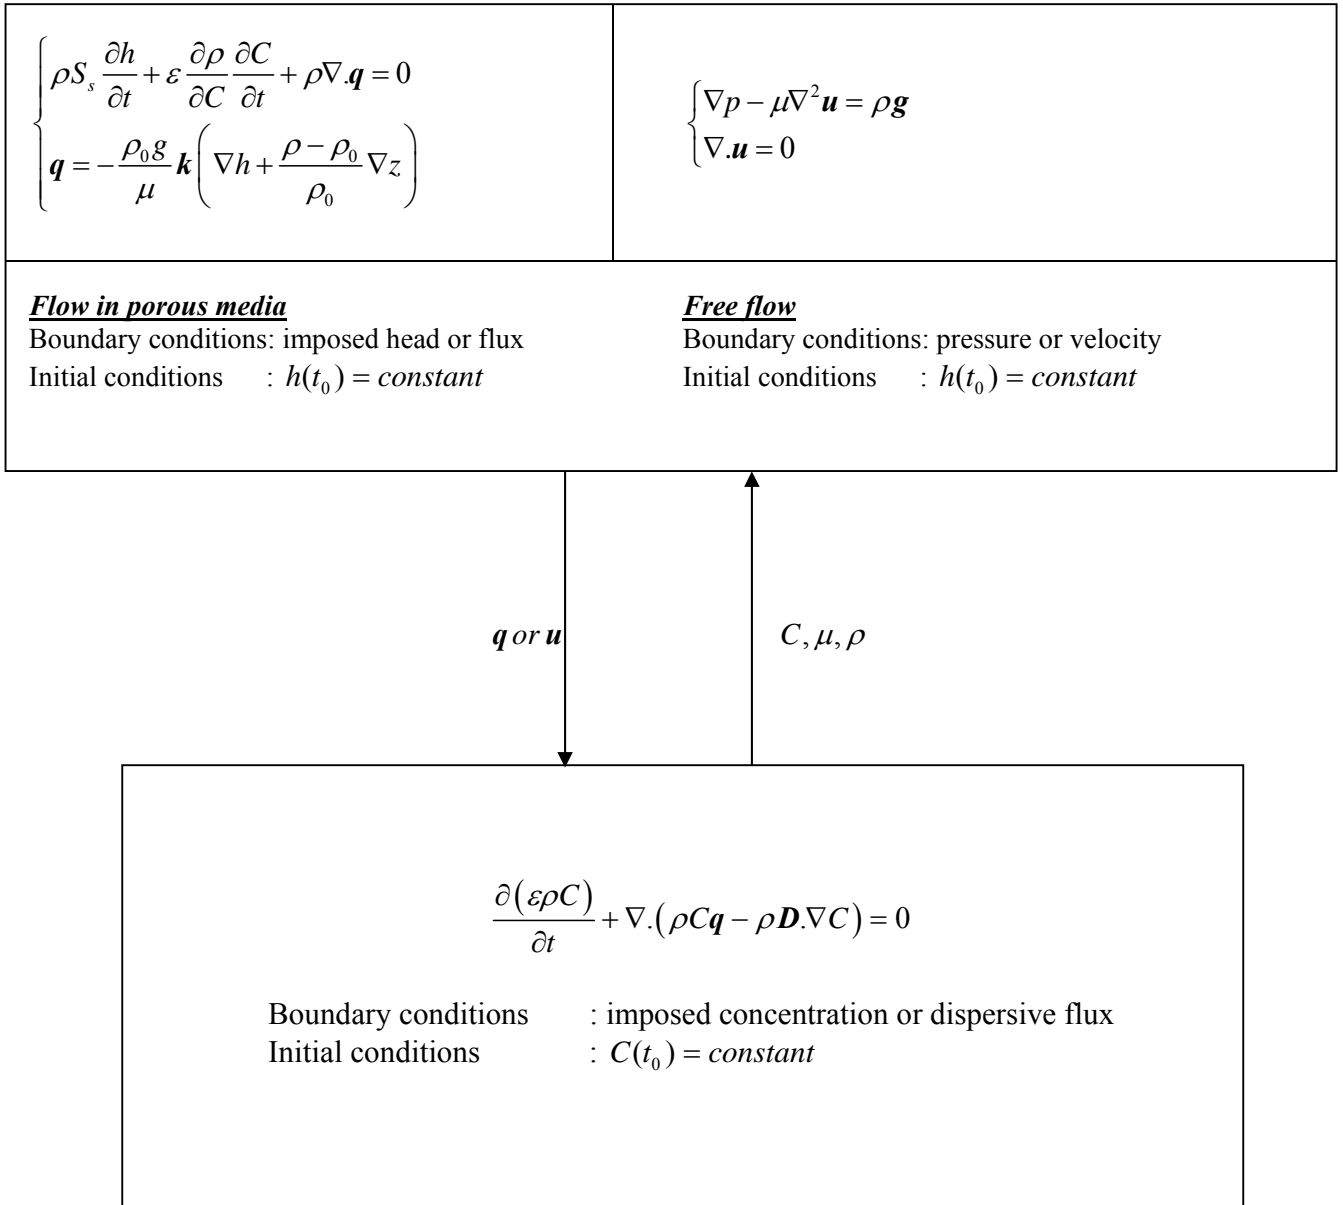 ρS_s ∂h/∂t + ε ∂ρ/∂C ∂C/∂t + ρ∇.q = 0
q = −(ρ_0 g/μ) k (∇h + (ρ − ρ_0)/ρ_0 ∇z)
∇p − μ∇²u = ρg
∇.u = 0
Flow in porous media
Boundary conditions: imposed head or flux
Initial conditions : h(t_0) = constant
Free flow
Boundary conditions: pressure or velocity
Initial conditions : h(t_0) = constant
q or u
C, μ, ρ
∂(ερC)/∂t + ∇.(ρCq − ρD.∇C) = 0
Boundary conditions : imposed concentration or dispersive flux
Initial conditions : C(t_0) = constant